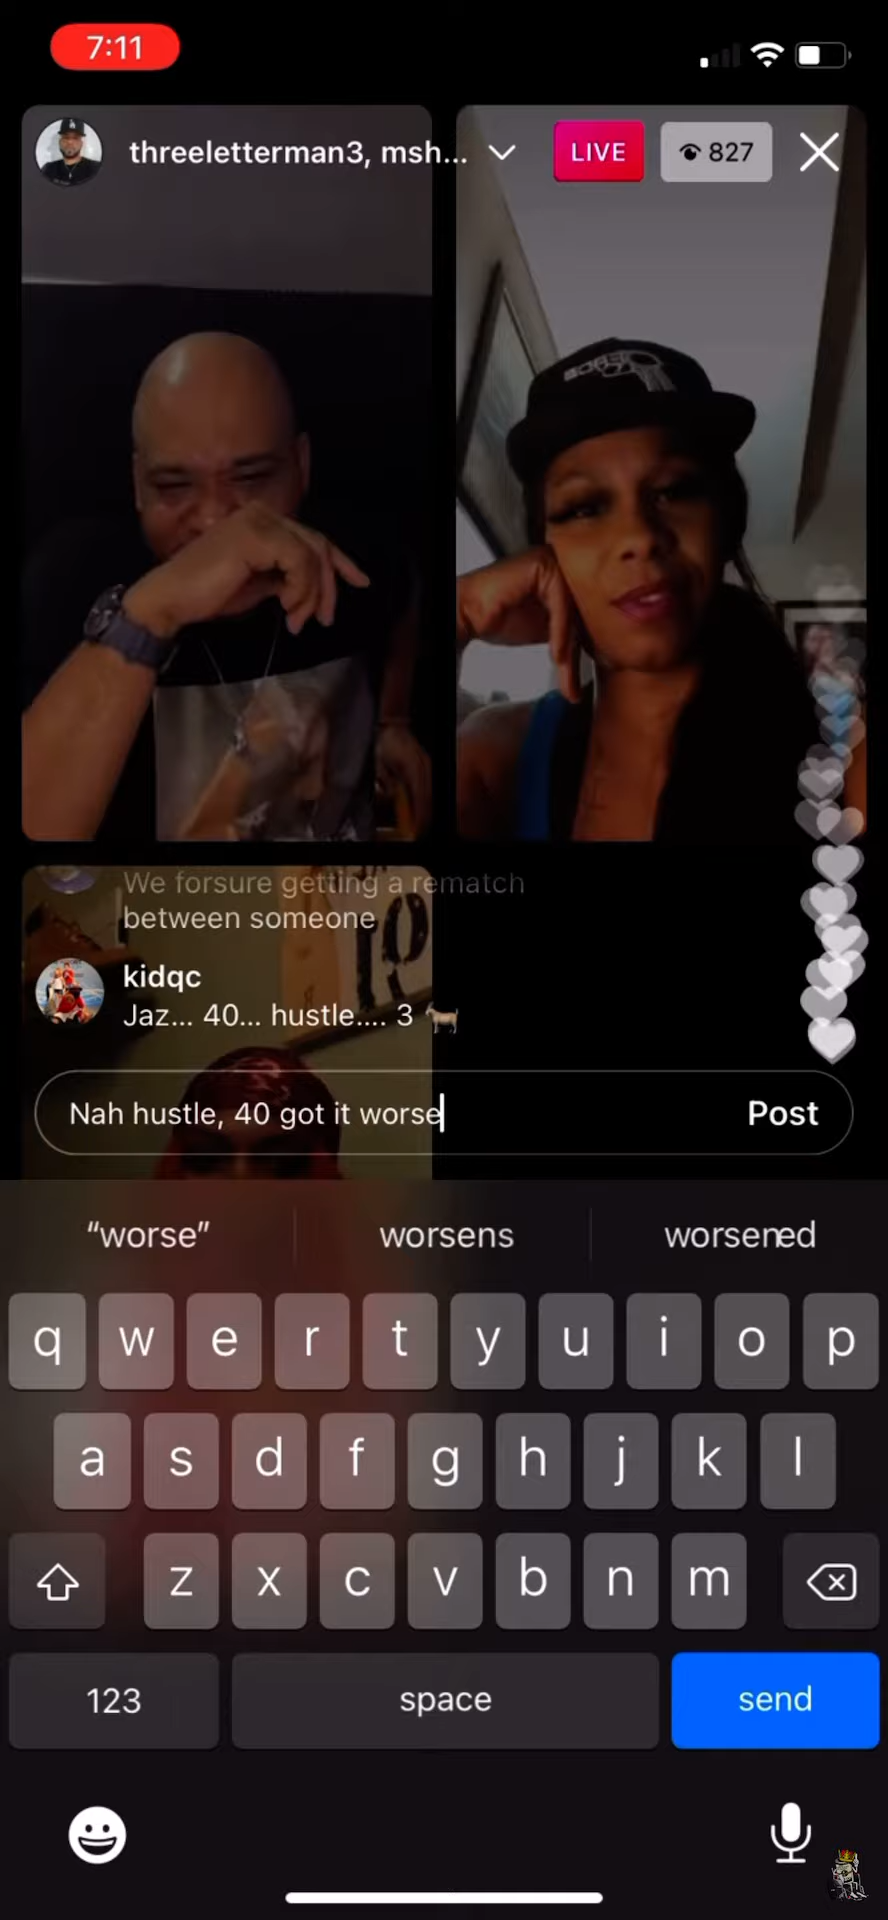 7:11
threeletterman3, msh...
LIVE
827
We forsure getting a rematch
between someone
kidqc
Jaz... 40... hustle.... 3 🐐
Nah hustle, 40 got it worse
Post
“worse”
worsens
worsened
q w e r t y u i o p
a s d f g h j k l
z x c v b n m
123
space
send